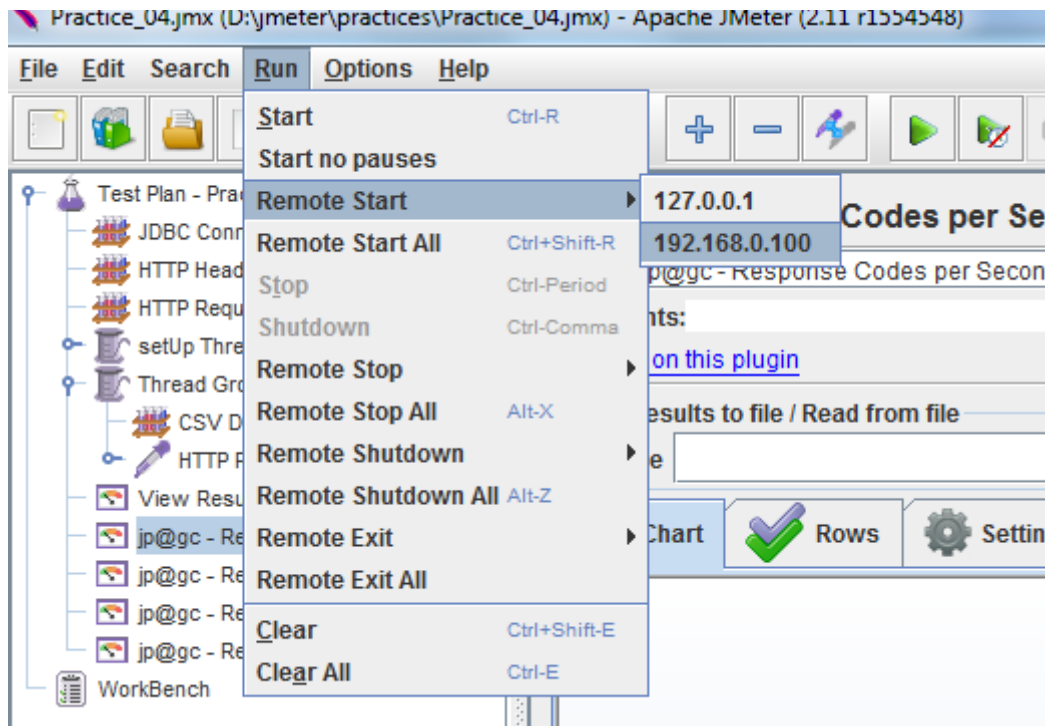 Practice_04.jmx (D:\jmeter\practices\Practice_04.jmx) - Apache JMeter (2.11 r1554548)
File Edit Search Run Options Help
Start Ctrl-R
Start no pauses
Remote Start
Remote Start All Ctrl+Shift-R
Stop Ctrl-Period
Shutdown Ctrl-Comma
Remote Stop
Remote Stop All Alt-X
Remote Shutdown
Remote Shutdown All Alt-Z
Remote Exit
Remote Exit All
Clear Ctrl+Shift-E
Clear All Ctrl-E
127.0.0.1
192.168.0.100
Test Plan - Pra
JDBC Conn
HTTP Head
HTTP Requ
setUp Thre
Thread Gro
CSV D
HTTP R
View Resu
jp@gc - Re
jp@gc - Re
jp@gc - Re
jp@gc - Re
WorkBench
Codes per Se
jp@gc - Response Codes per Secon
nts:
on this plugin
esults to file / Read from file
e
Chart Rows Settin